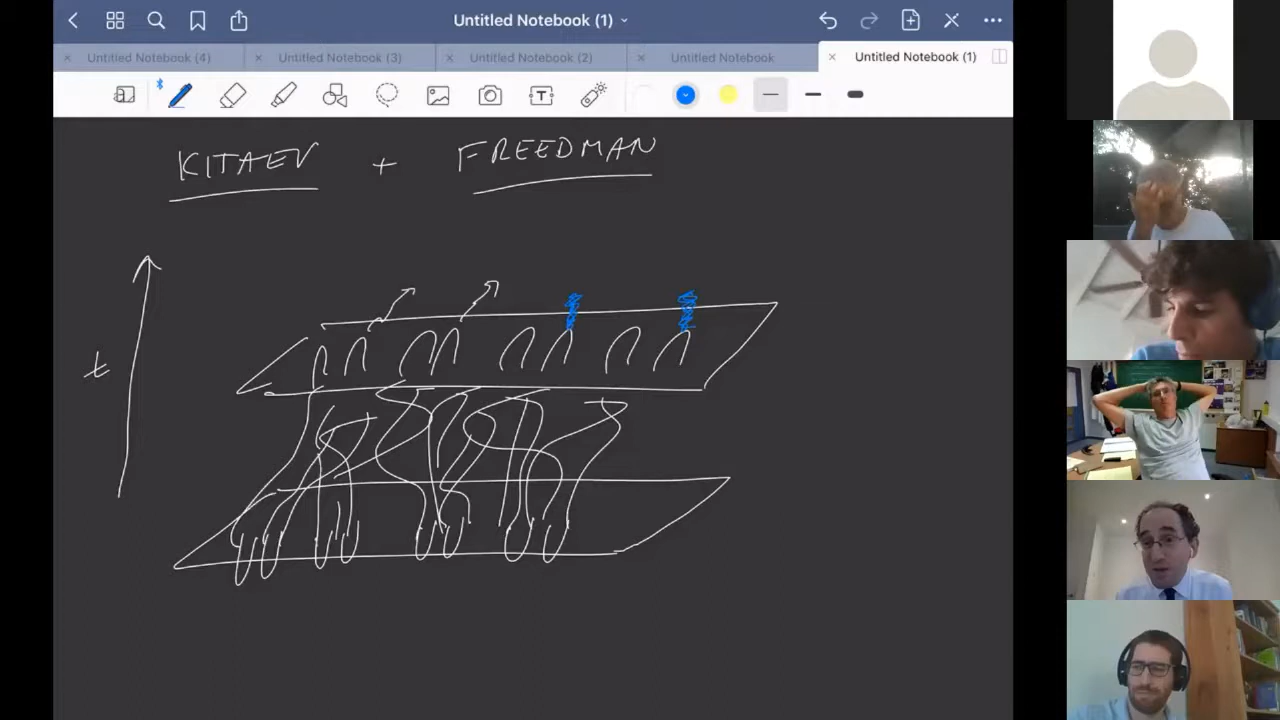 Untitled Notebook (1)
Untitled Notebook (4)
Untitled Notebook (3)
Untitled Notebook (2)
Untitled Notebook
Untitled Notebook (1)
T
KITAEV + FREEDMAN
t